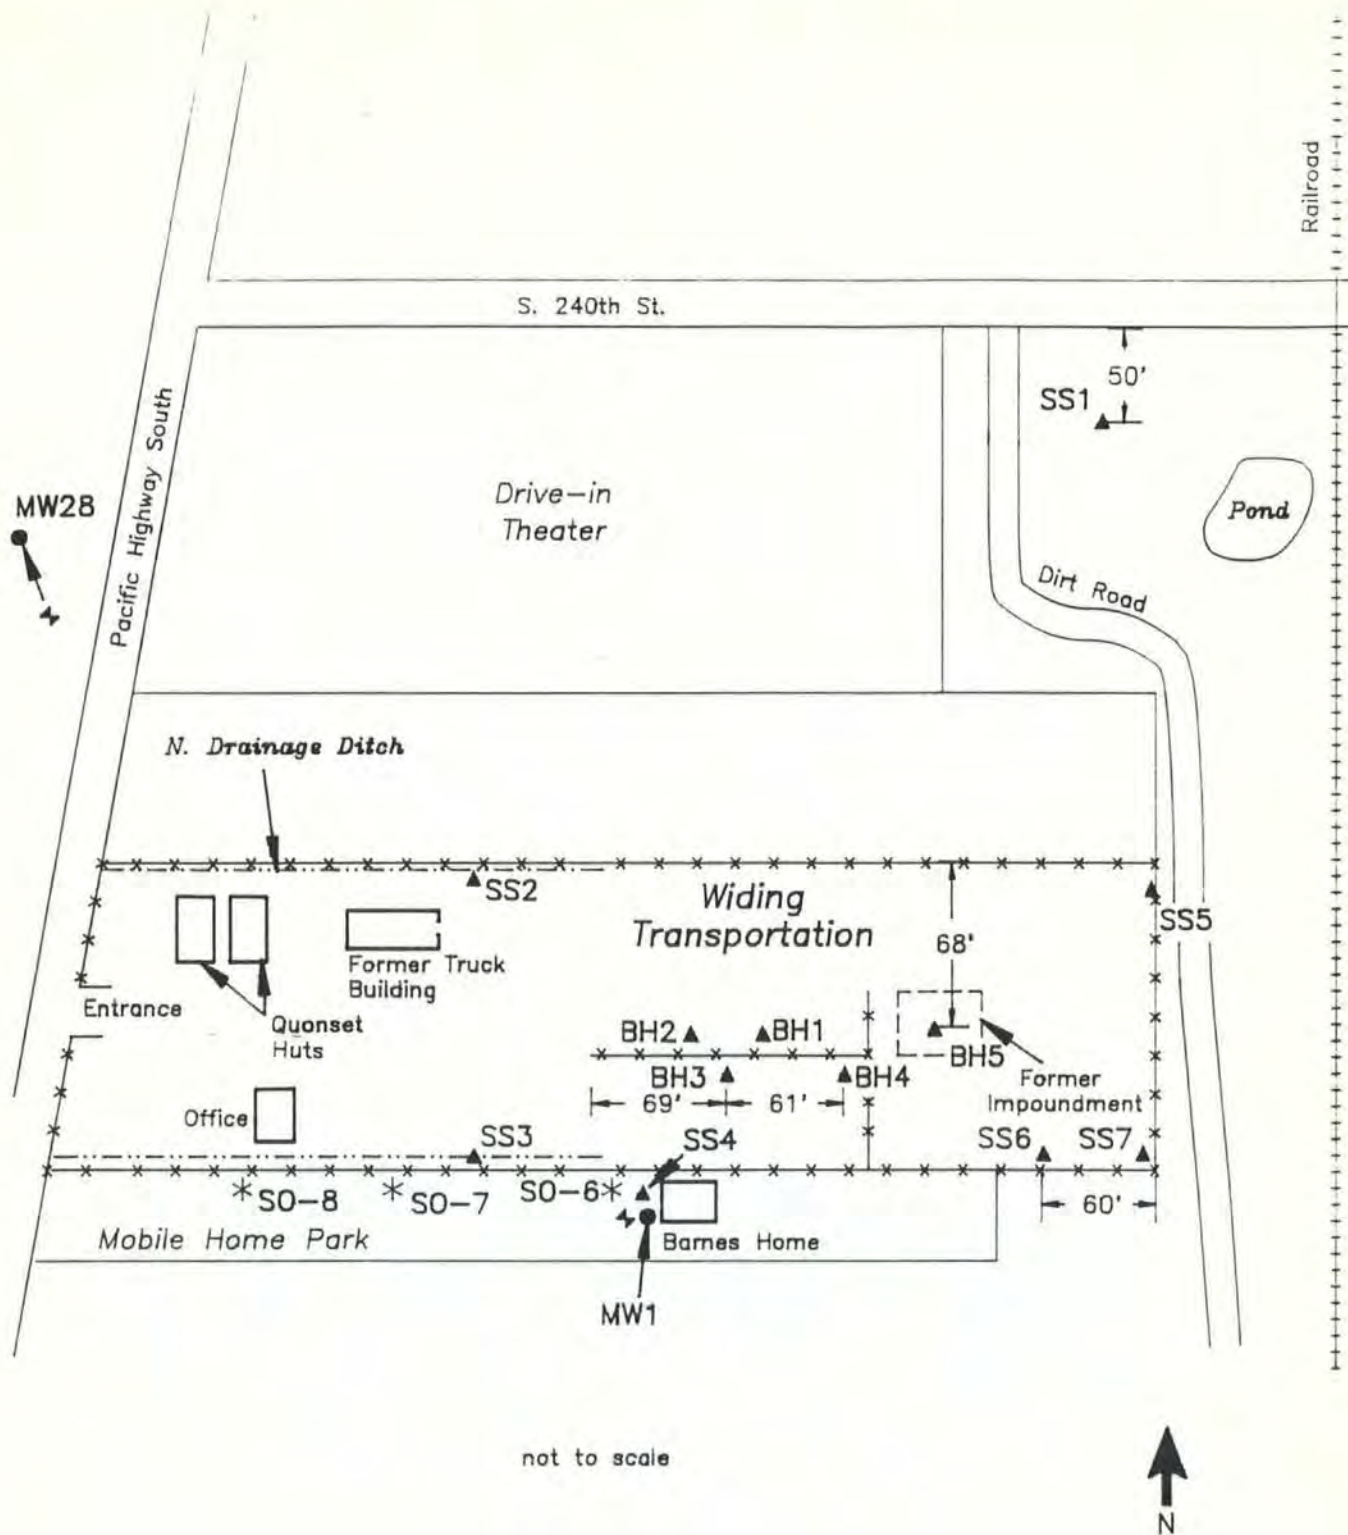 Railroad
S. 240th St.
50'
SS1
Pacific Highway South
Drive-in
Theater
MW28
Pond
Dirt Road
N. Drainage Ditch
SS2
Widing
Transportation
SS5
68'
Former Truck
Building
Entrance
Quonset
Huts
BH2
BH1
BH5
BH3
BH4
Former
Impoundment
69'
61'
Office
SS3
SS4
SS6
SS7
SO-8
SO-7
SO-6
60'
Mobile Home Park
Barnes Home
MW1
not to scale
N